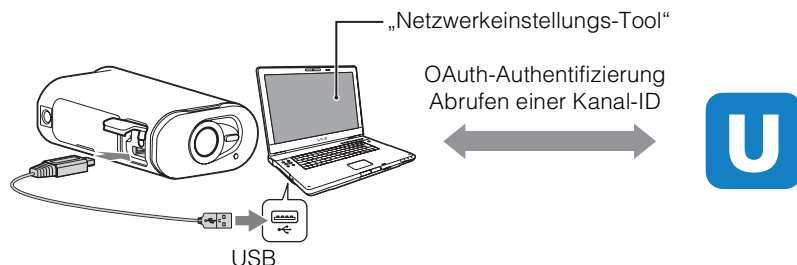 „Netzwerkeinstellungs-Tool“
OAuth-Authentifizierung
Abrufen einer Kanal-ID
U
USB